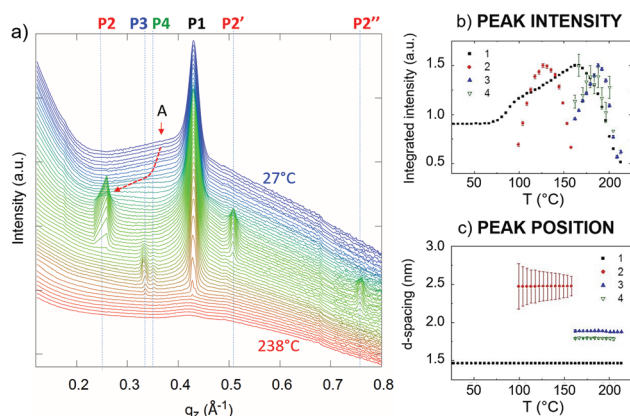 P2 P3 P4 P1 P2' P2''
a)
A
27°C
238°C
Intensity (a.u.)
0.2 0.3 0.4 0.5 0.6 0.7 0.8
q_z (Å-1)
b) PEAK INTENSITY
Integrated intensity (a.u.)
1.5
1.0
0.5
1
2
3
4
50 100 150 200
T (°C)
c) PEAK POSITION
d-spacing (nm)
3.0
2.5
2.0
1.5
1
2
3
4
50 100 150 200
T (°C)